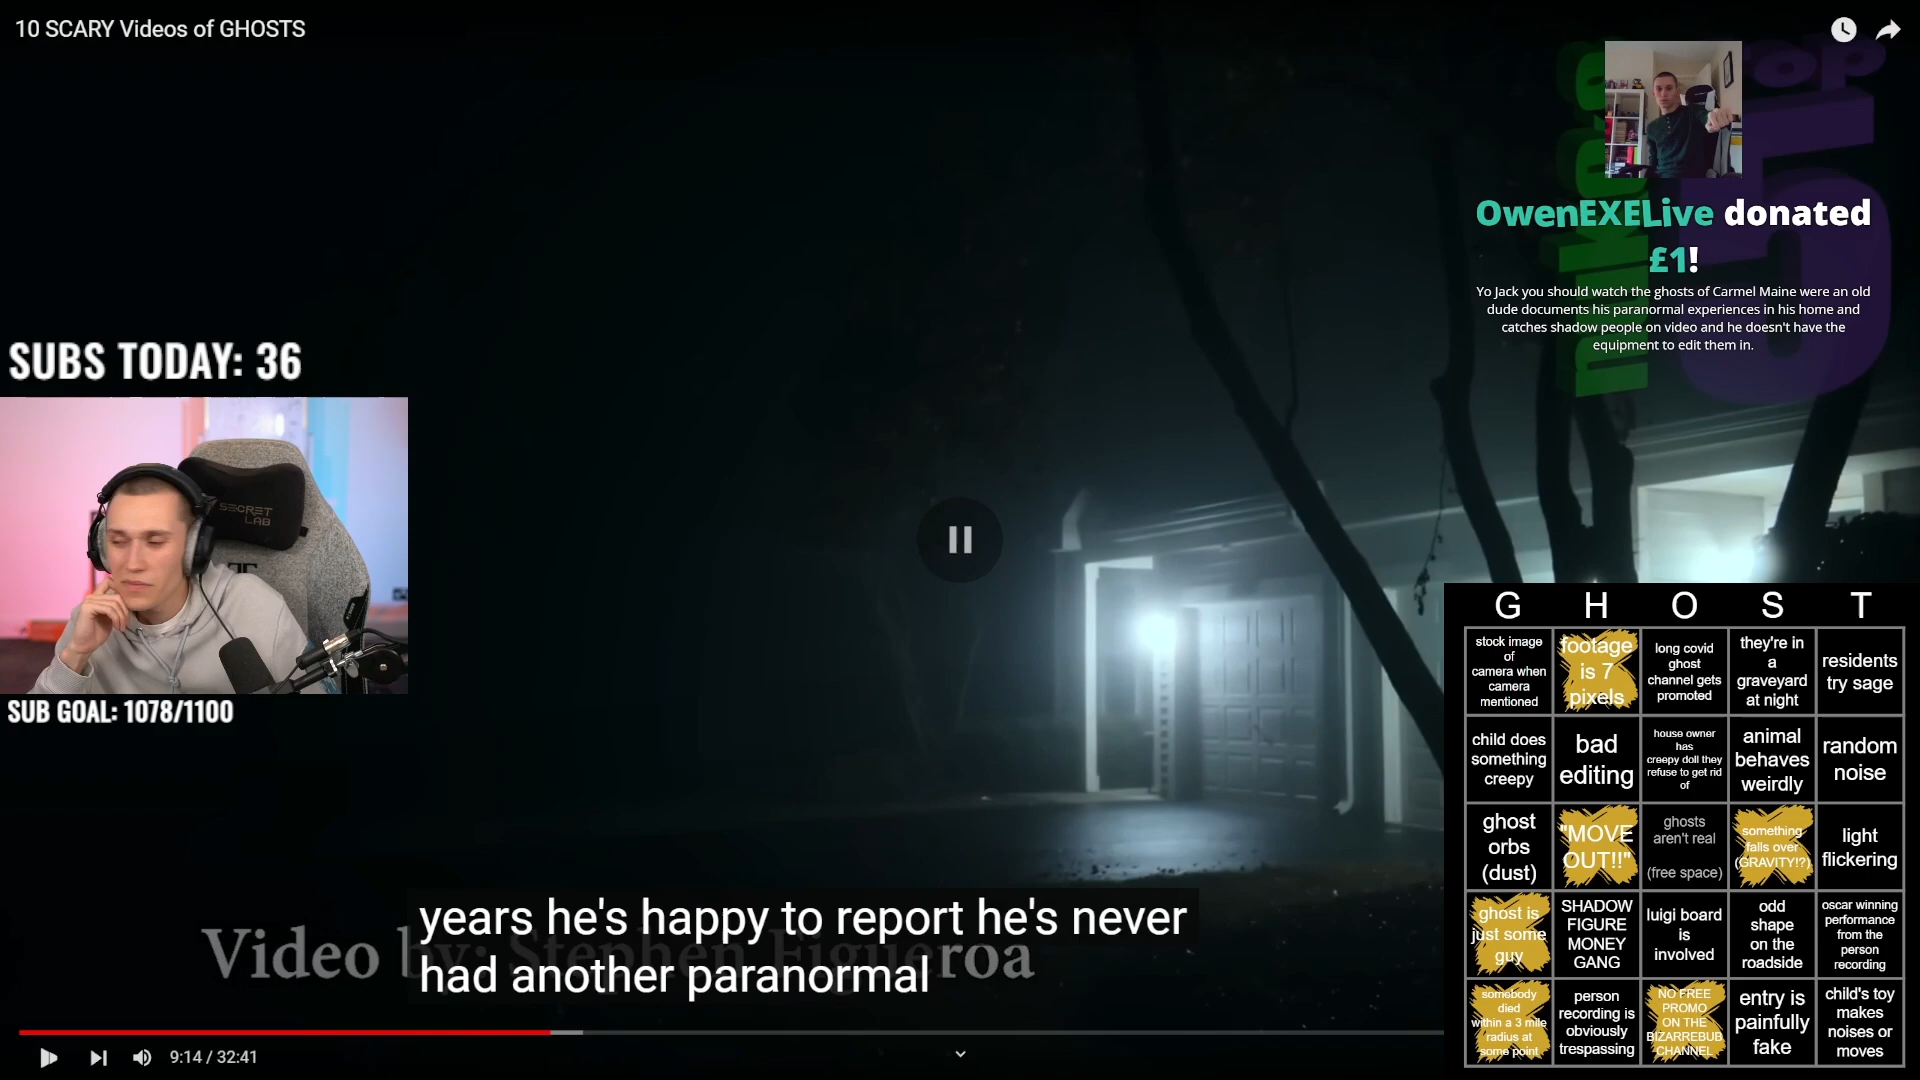 10 SCARY Videos of GHOSTS
OwenEXELive donated
£1!
Yo Jack you should watch the ghosts of Carmel Maine were an old
dude documents his paranormal experiences in his home and
catches shadow people on video and he doesn't have the
equipment to edit them in.
SUBS TODAY: 36
SECRET
LAB
SUB GOAL: 1078/1100
G H O S T
stock image
of
camera when
camera
mentioned
footage
is 7
pixels
long covid
ghost
channel gets
promoted
they're in
a
graveyard
at night
residents
try sage
child does
something
creepy
bad
editing
house owner
has
creepy doll they
refuse to get rid
of
animal
behaves
weirdly
random
noise
ghost
orbs
(dust)
"MOVE
OUT!!"
ghosts
aren't real
(free space)
something
falls over
(GRAVITY!?)
light
flickering
ghost is
just some
guy
SHADOW
FIGURE
MONEY
GANG
luigi board
is
involved
odd
shape
on the
roadside
oscar winning
performance
from the
person
recording
somebody
died
within a 3 mile
radius at
some point
person
recording is
obviously
trespassing
NO FREE
PROMO
ON THE
BIZARREBUB
CHANNEL
entry is
painfully
fake
child's toy
makes
noises or
moves
years he's happy to report he's never
had another paranormal
Video by: Stephen Figueroa
9:14 / 32:41